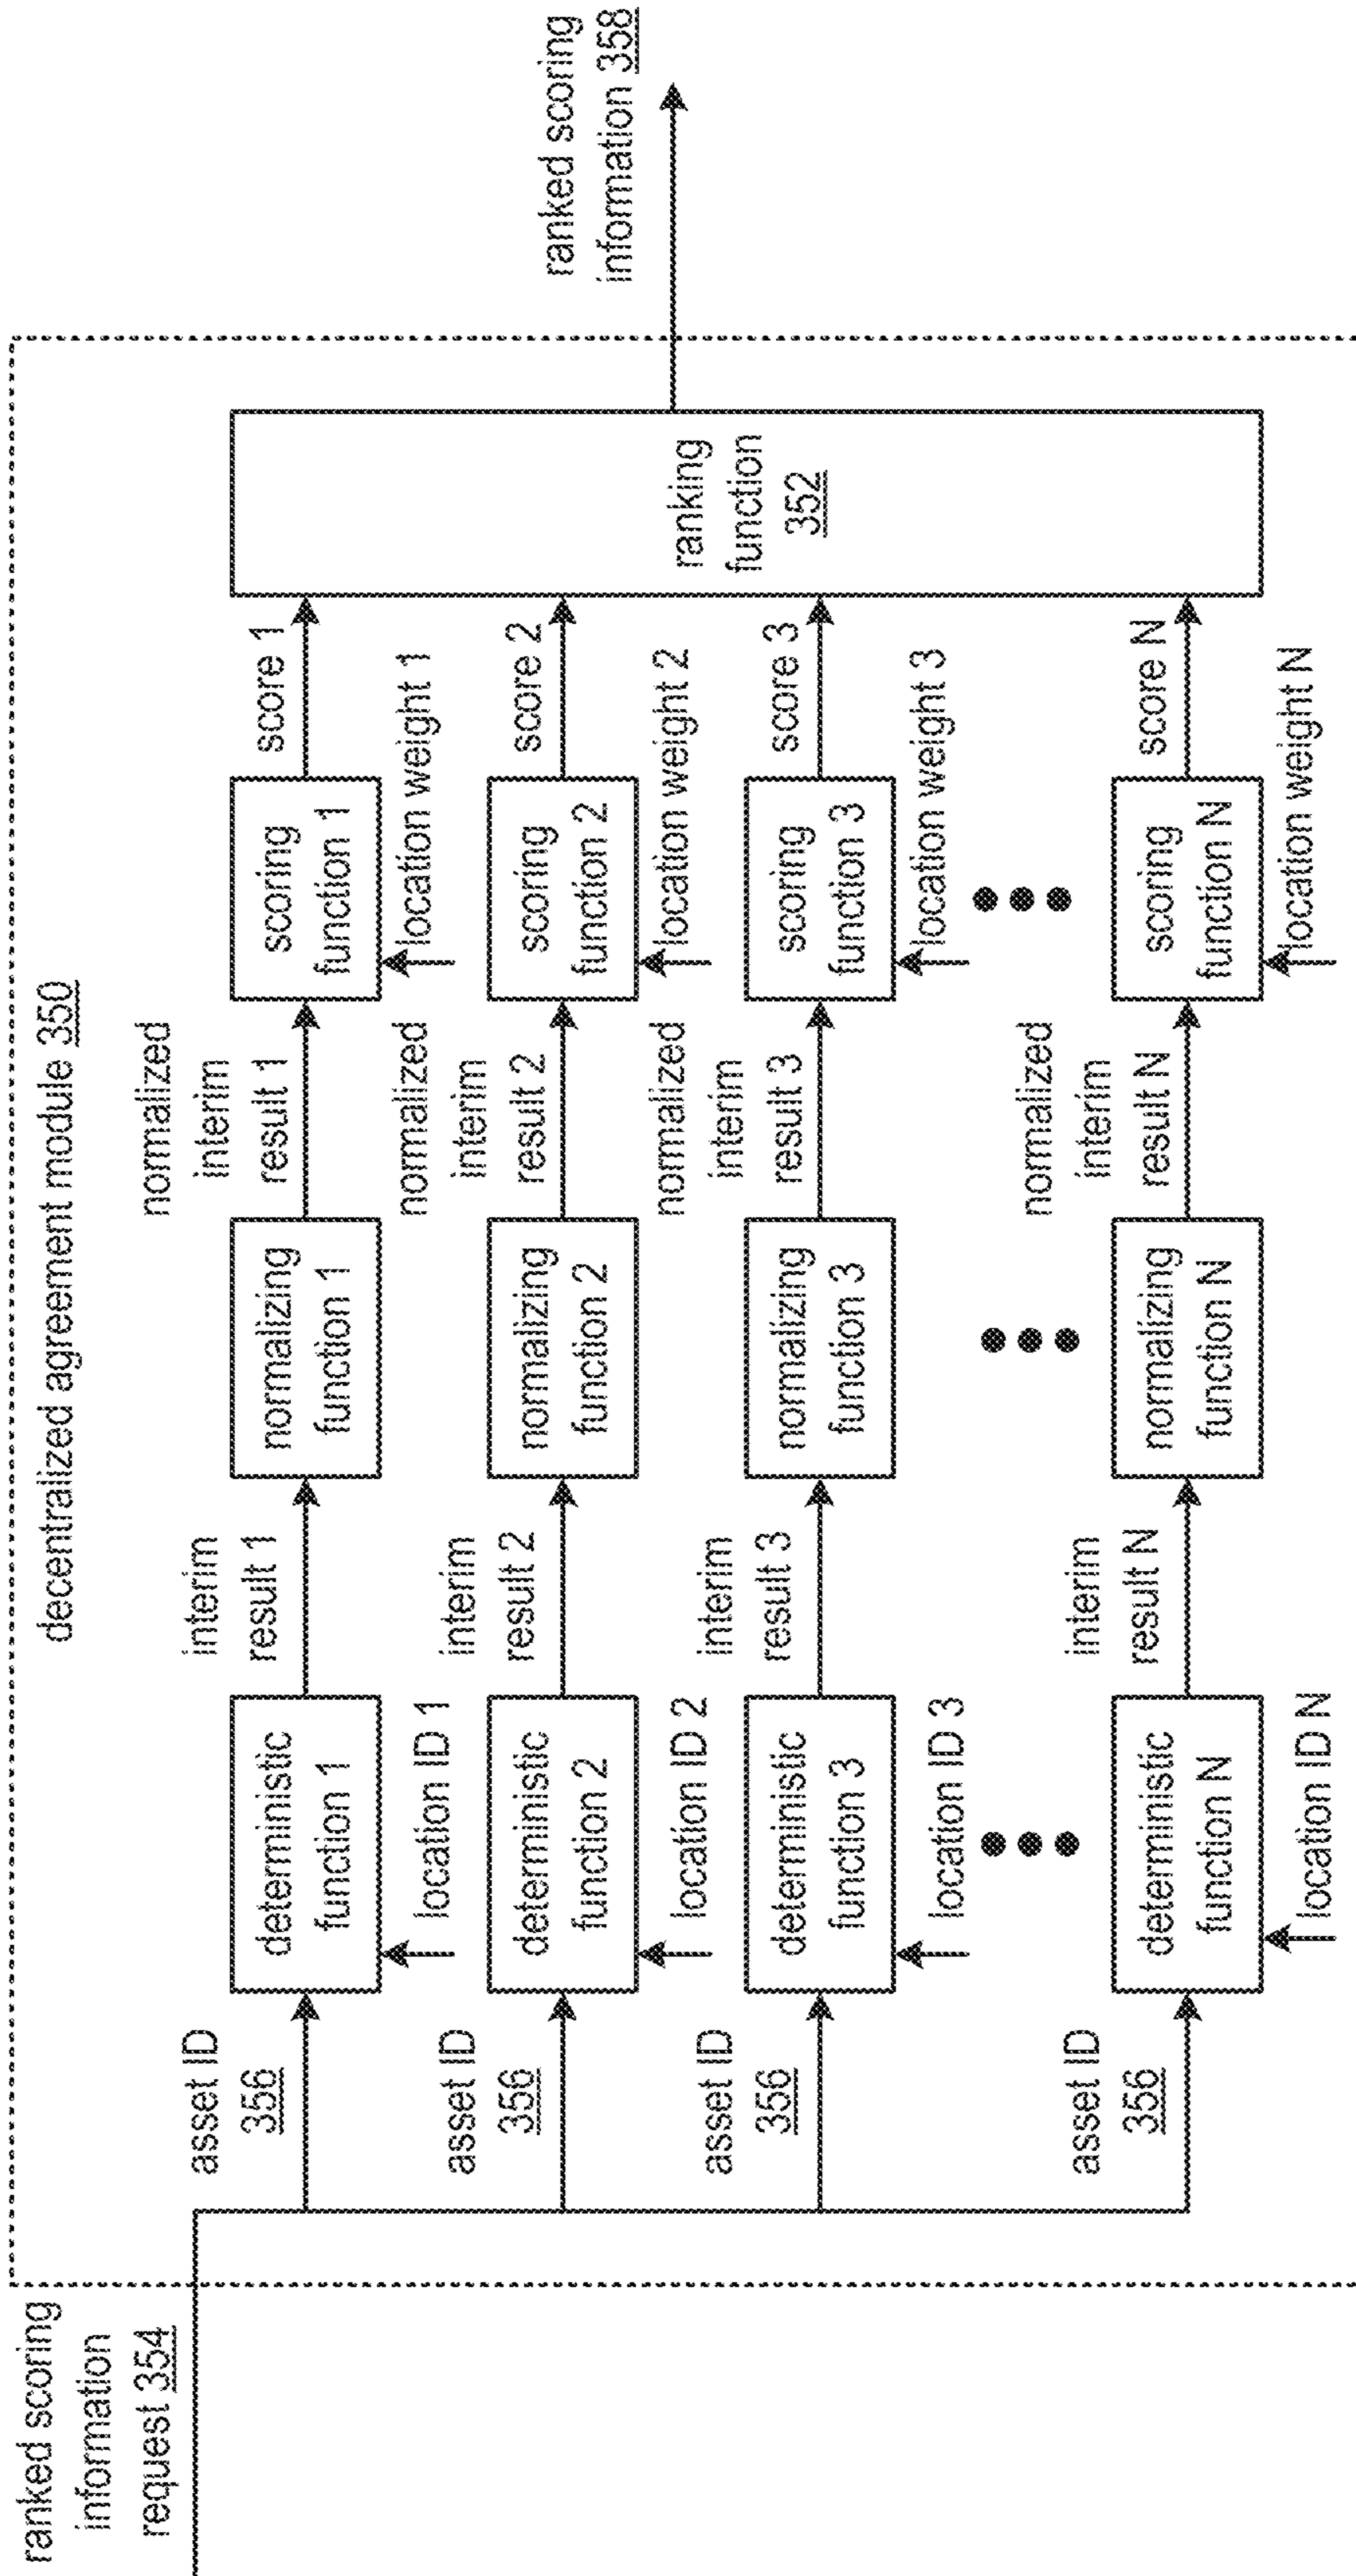 decentralized agreement module 350
ranked scoring
information
request 354
asset ID
356
deterministic
function 1
location ID 1
interim
result 1
normalizing
function 1
normalized
interim
result 1
scoring
function 1
location weight 1
score 1
asset ID
356
deterministic
function 2
location ID 2
interim
result 2
normalizing
function 2
normalized
interim
result 2
scoring
function 2
location weight 2
score 2
asset ID
356
deterministic
function 3
location ID 3
interim
result 3
normalizing
function 3
normalized
interim
result 3
scoring
function 3
location weight 3
score 3
asset ID
356
deterministic
function N
location ID N
interim
result N
normalizing
function N
normalized
interim
result N
scoring
function N
location weight N
score N
ranking
function
352
ranked scoring
information 358